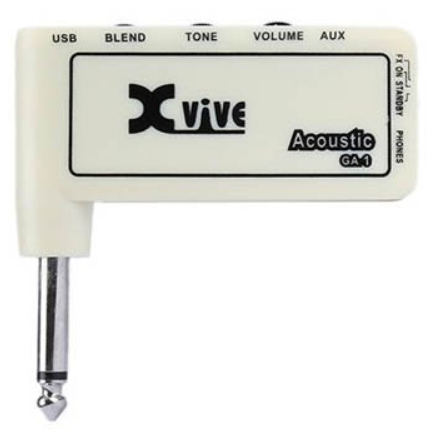 USB BLEND TONE VOLUME AUX
Xvive
Acoustic
GA-1
FX ON STANDBY PHONES